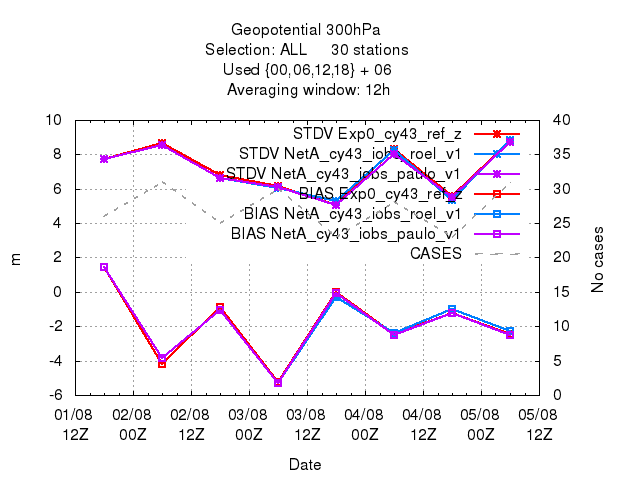 Geopotential 300hPa
Selection: ALL 30 stations
Used {00,06,12,18} + 06
Averaging window: 12h
10 40
8 35
6 30
4 25
2 20
0 15
-2 10
-4 5
-6 0
m
No cases
STDV Exp0_cy43_ref_z
STDV NetA_cy43_iobs_roel_v1
STDV NetA_cy43_iobs_paulo_v1
BIAS Exp0_cy43_ref_z
BIAS NetA_cy43_iobs_roel_v1
BIAS NetA_cy43_iobs_paulo_v1
CASES
01/08 02/08 02/08 03/08 03/08 04/08 04/08 05/08 05/08
12Z 00Z 12Z 00Z 12Z 00Z 12Z 00Z 12Z
Date